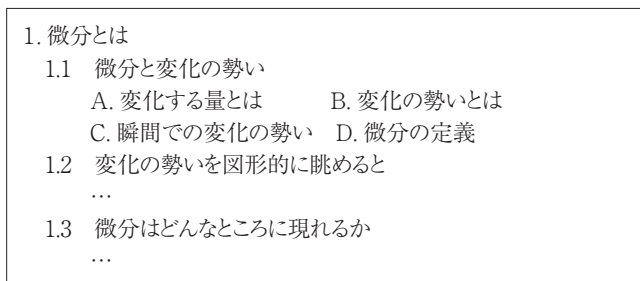 1. 微分とは
1.1 微分と変化の勢い
A. 変化する量とは B. 変化の勢いとは
C. 瞬間での変化の勢い D. 微分の定義
1.2 変化の勢いを図形的に眺めると
…
1.3 微分はどんなところに現れるか
…